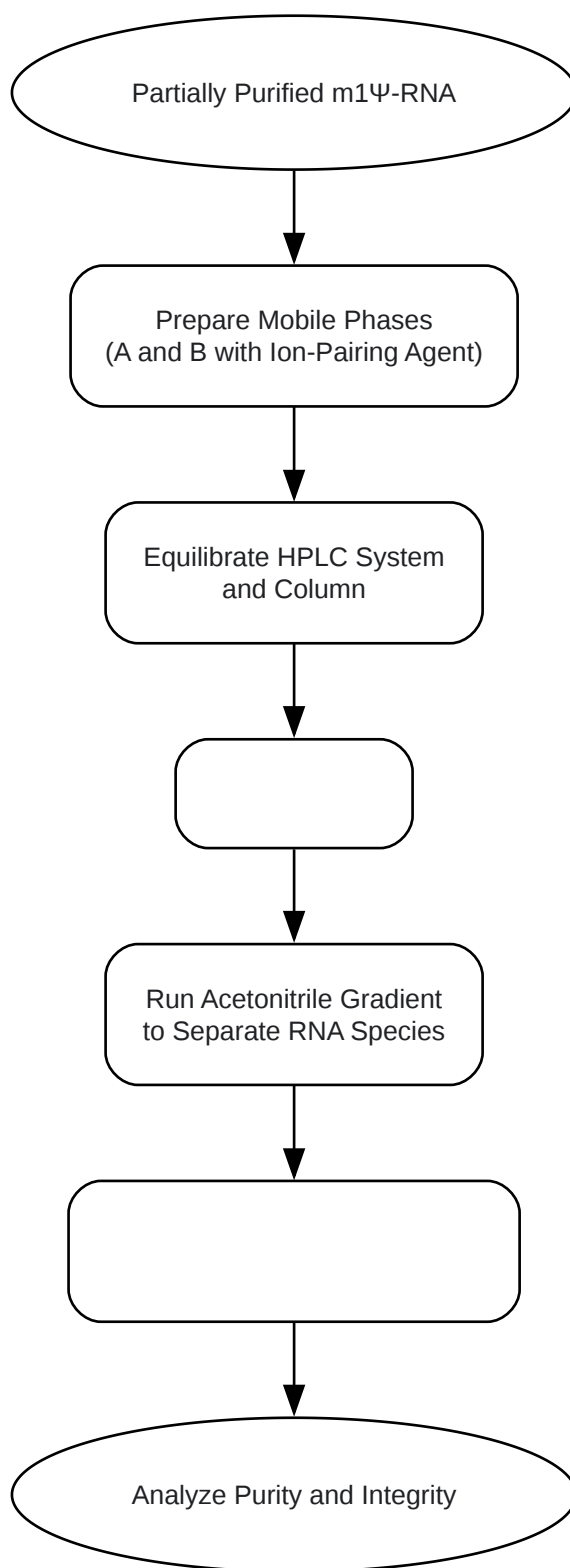 Partially Purified m1Ψ-RNA
Prepare Mobile Phases
(A and B with Ion-Pairing Agent)
Equilibrate HPLC System
and Column
Run Acetonitrile Gradient
to Separate RNA Species
Analyze Purity and Integrity